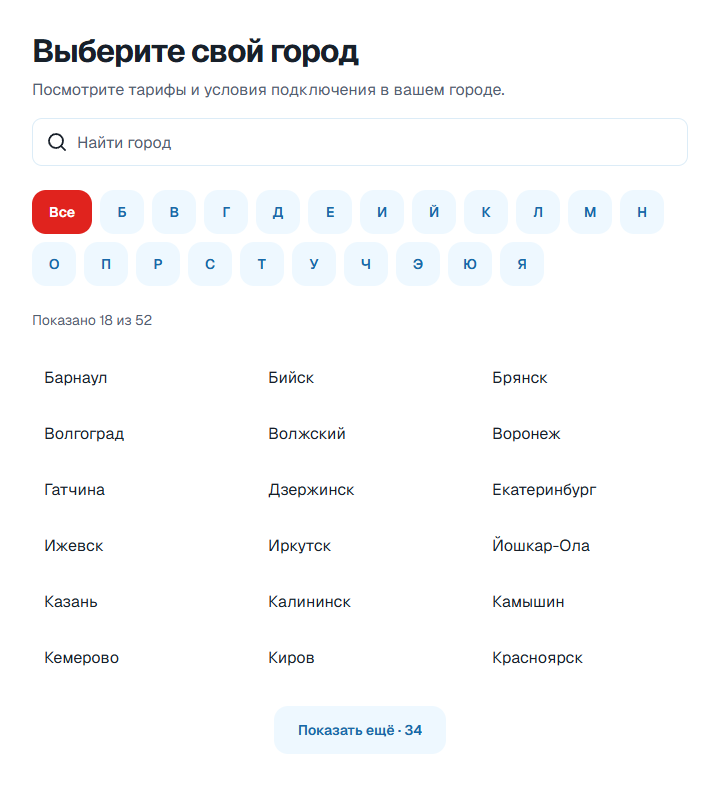 Выберите свой город
Посмотрите тарифы и условия подключения в вашем городе.
Найти город
Все Б В Г Д Е И Й К Л М Н
О П Р С Т У Ч Э Ю Я
Показано 18 из 52
Барнаул Бийск Брянск
Волгоград Волжский Воронеж
Гатчина Дзержинск Екатеринбург
Ижевск Иркутск Йошкар-Ола
Казань Калининск Камышин
Кемерово Киров Красноярск
Показать ещё · 34